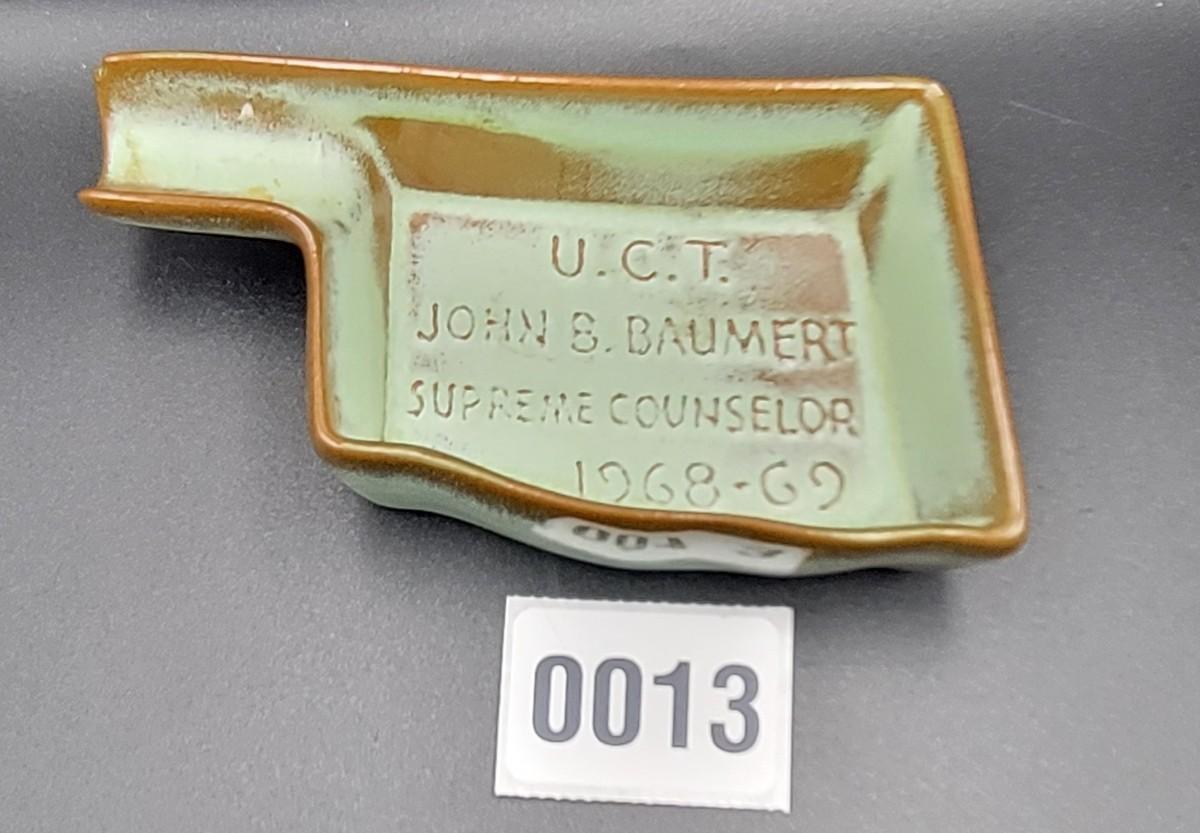 U.C.T.
JOHN B. BAUMERT
SUPREME COUNSELOR
1968-69
0013